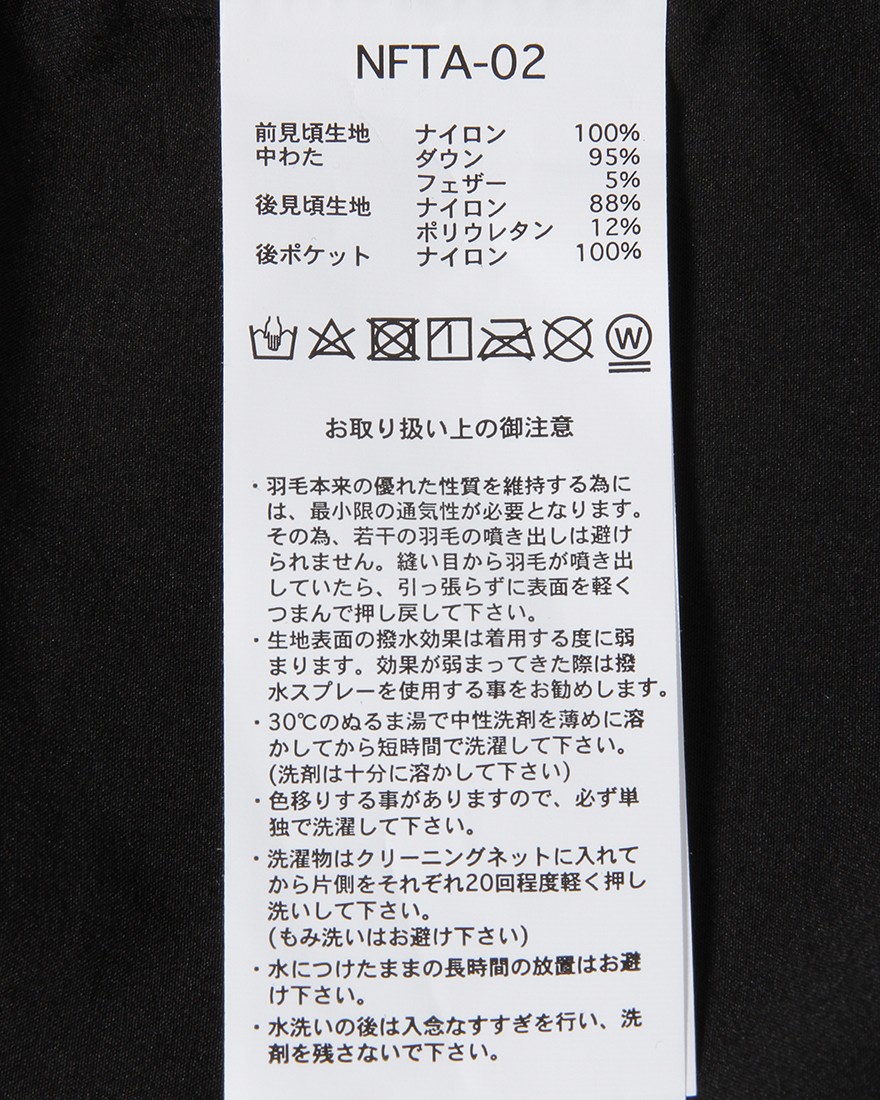 NFTA-02
前見頃生地 ナイロン 100%
中わた ダウン 95%
フェザー 5%
後見頃生地 ナイロン 88%
ポリウレタン 12%
後ポケット ナイロン 100%
W
お取り扱い上の御注意
・羽毛本来の優れた性質を維持する為に
は、最小限の通気性が必要となります。
その為、若干の羽毛の噴き出しは避け
られません。縫い目から羽毛が噴き出
していたら、引っ張らずに表面を軽く
つまんで押し戻して下さい。
・生地表面の撥水効果は着用する度に弱
まります。効果が弱まってきた際は撥
水スプレーを使用する事をお勧めします。
・30℃のぬるま湯で中性洗剤を薄めに溶
かしてから短時間で洗濯して下さい。
(洗剤は十分に溶かして下さい)
・色移りする事がありますので、必ず単
独で洗濯して下さい。
・洗濯物はクリーニングネットに入れて
から片側をそれぞれ20回程度軽く押し
洗いして下さい。
(もみ洗いはお避け下さい)
・水につけたままの長時間の放置はお避
け下さい。
・水洗いの後は入念なすすぎを行い、洗
剤を残さないで下さい。